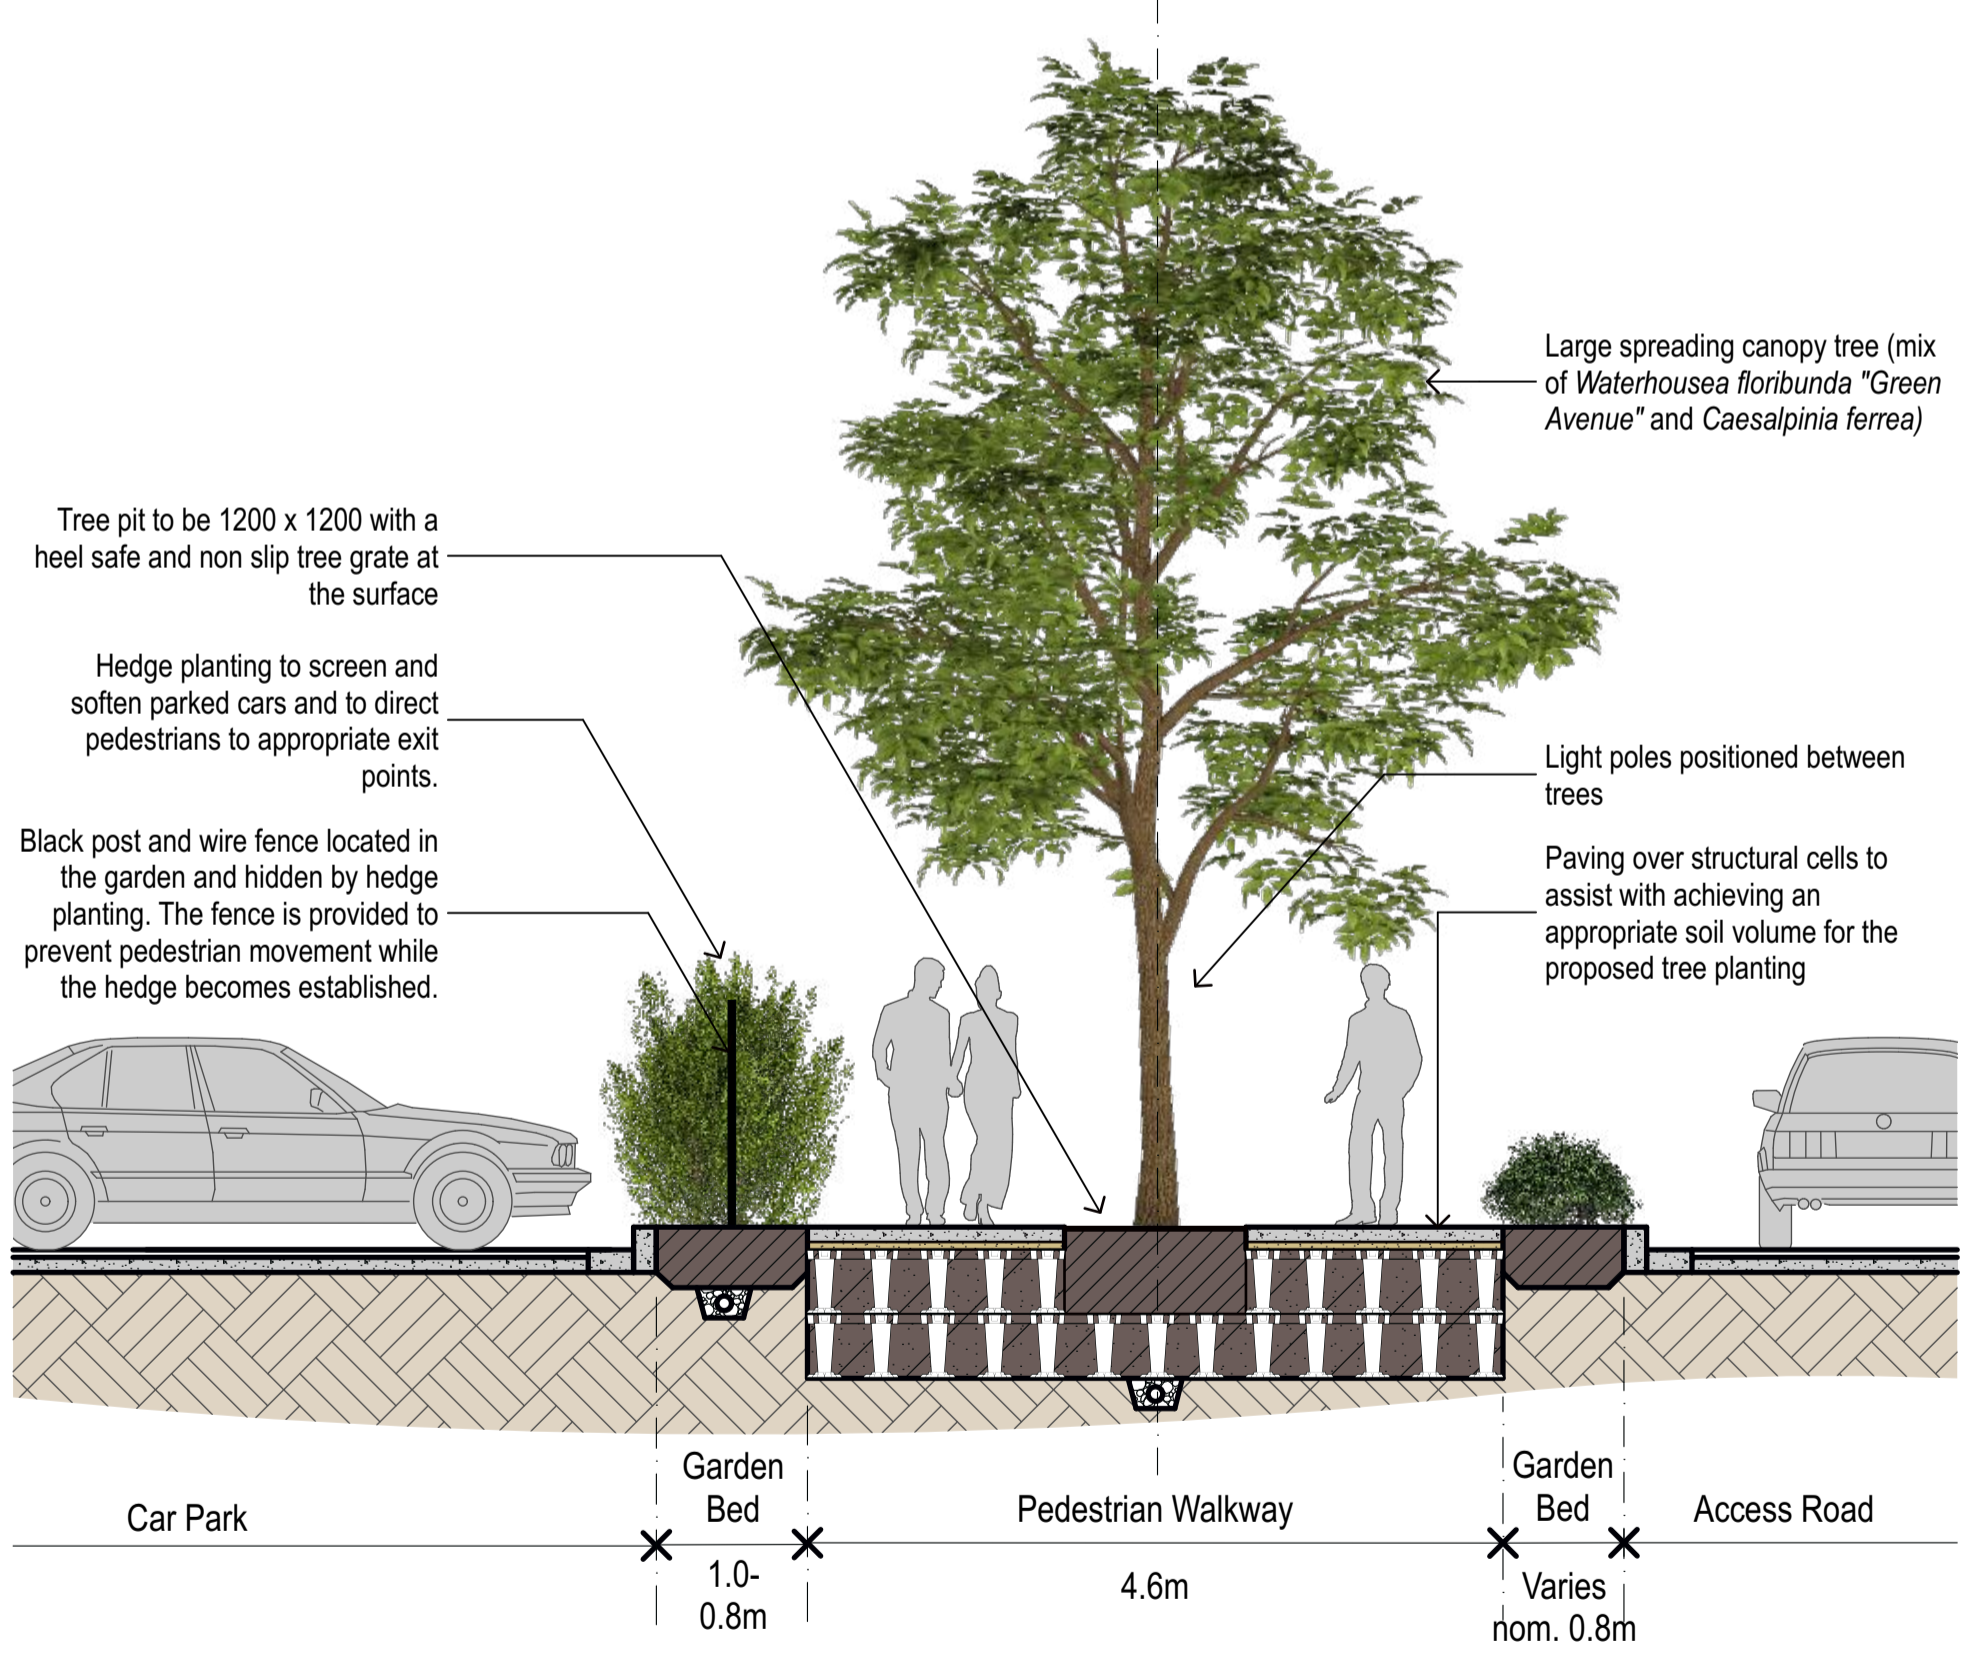 Large spreading canopy tree (mix
of Waterhousea floribunda "Green
Avenue" and Caesalpinia ferrea)
Tree pit to be 1200 x 1200 with a
heel safe and non slip tree grate at
the surface
Hedge planting to screen and
soften parked cars and to direct
pedestrians to appropriate exit
points.
Black post and wire fence located in
the garden and hidden by hedge
planting. The fence is provided to
prevent pedestrian movement while
the hedge becomes established.
Light poles positioned between
trees
Paving over structural cells to
assist with achieving an
appropriate soil volume for the
proposed tree planting
Car Park
Garden
Bed
1.0-
0.8m
Pedestrian Walkway
4.6m
Garden
Bed
Varies
nom. 0.8m
Access Road